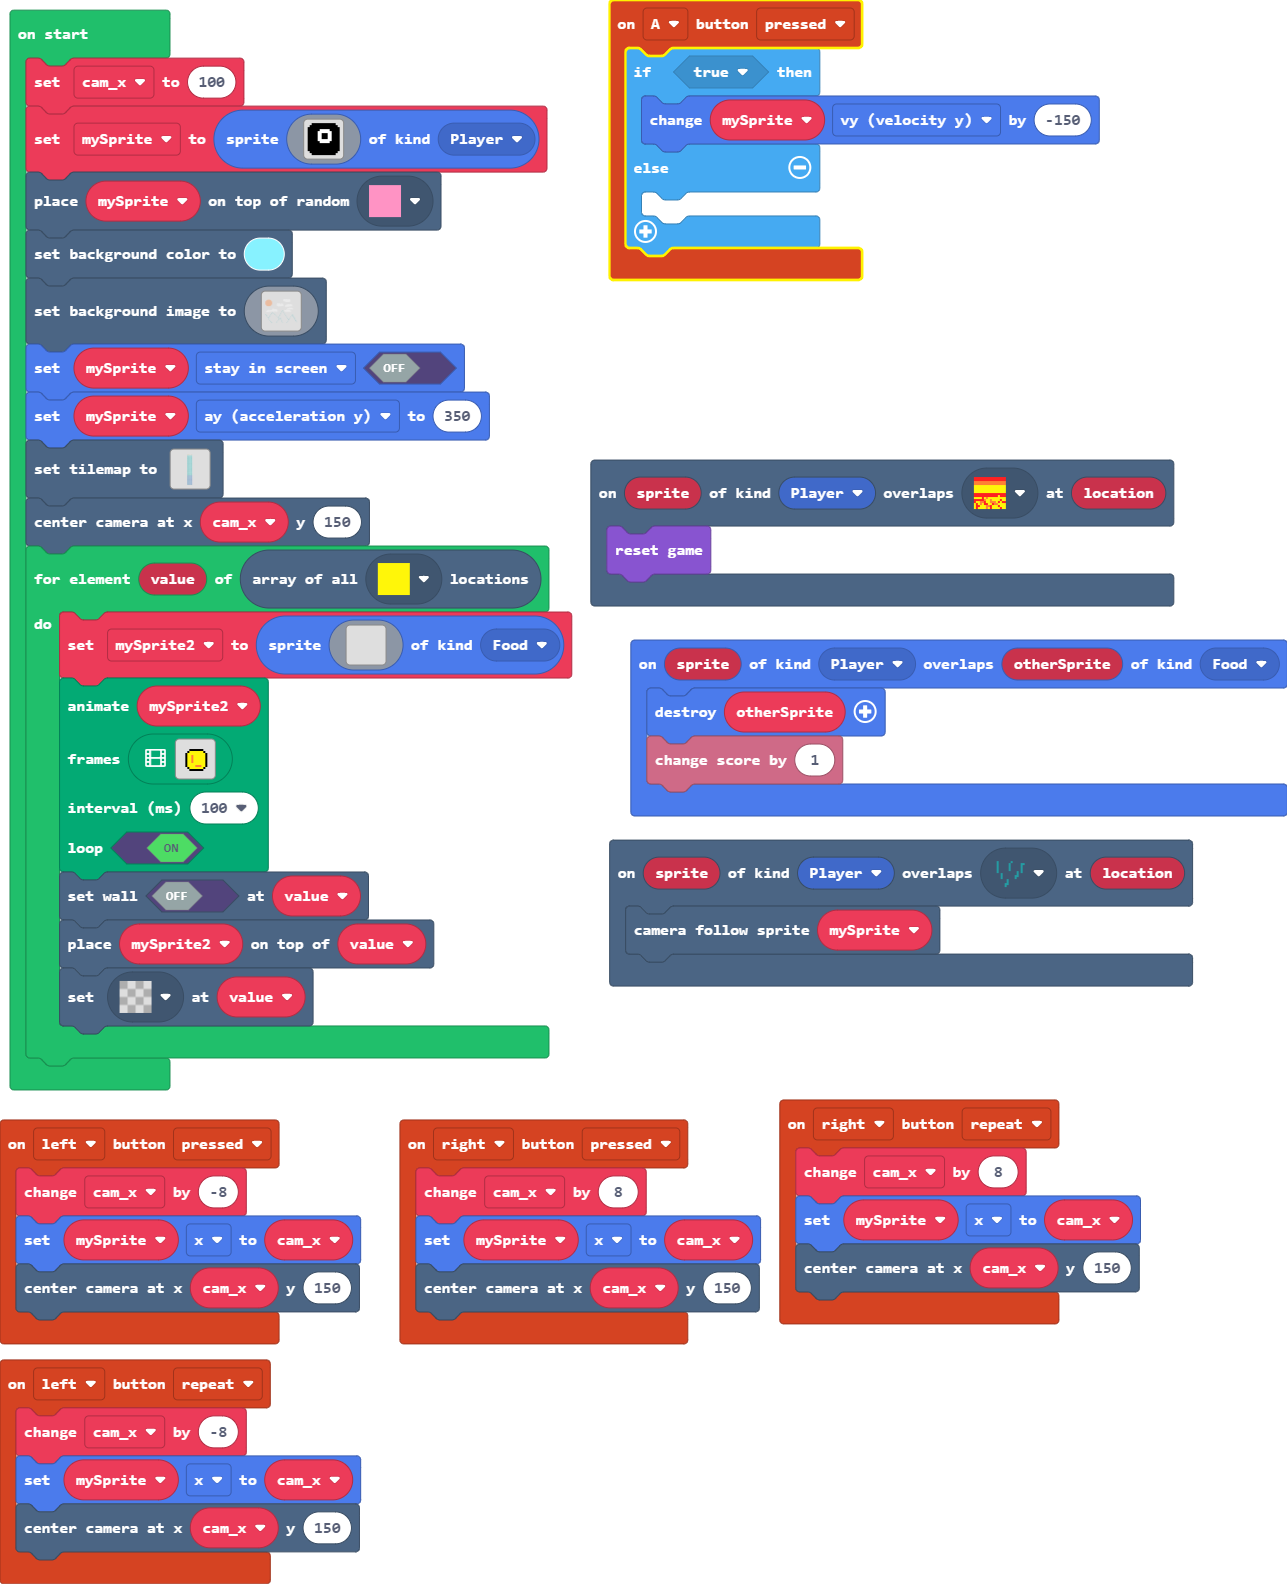 on start
set cam_x to 100
set mySprite to sprite of kind Player
place mySprite on top of random
set background color to
set background image to
set mySprite stay in screen OFF
set mySprite ay (acceleration y) to 350
set tilemap to
center camera at x cam_x y 150
for element value of array of all locations
do
set mySprite2 to sprite of kind Food
animate mySprite2
frames
interval (ms) 100
loop ON
set wall OFF at value
place mySprite2 on top of value
set at value
on A button pressed
if true then
change mySprite vy (velocity y) by -150
else
on sprite of kind Player overlaps at location
reset game
on sprite of kind Player overlaps otherSprite of kind Food
destroy otherSprite
change score by 1
on sprite of kind Player overlaps at location
camera follow sprite mySprite
on left button pressed
change cam_x by -8
set mySprite x to cam_x
center camera at x cam_x y 150
on right button pressed
change cam_x by 8
set mySprite x to cam_x
center camera at x cam_x y 150
on right button repeat
change cam_x by 8
set mySprite x to cam_x
center camera at x cam_x y 150
on left button repeat
change cam_x by -8
set mySprite x to cam_x
center camera at x cam_x y 150